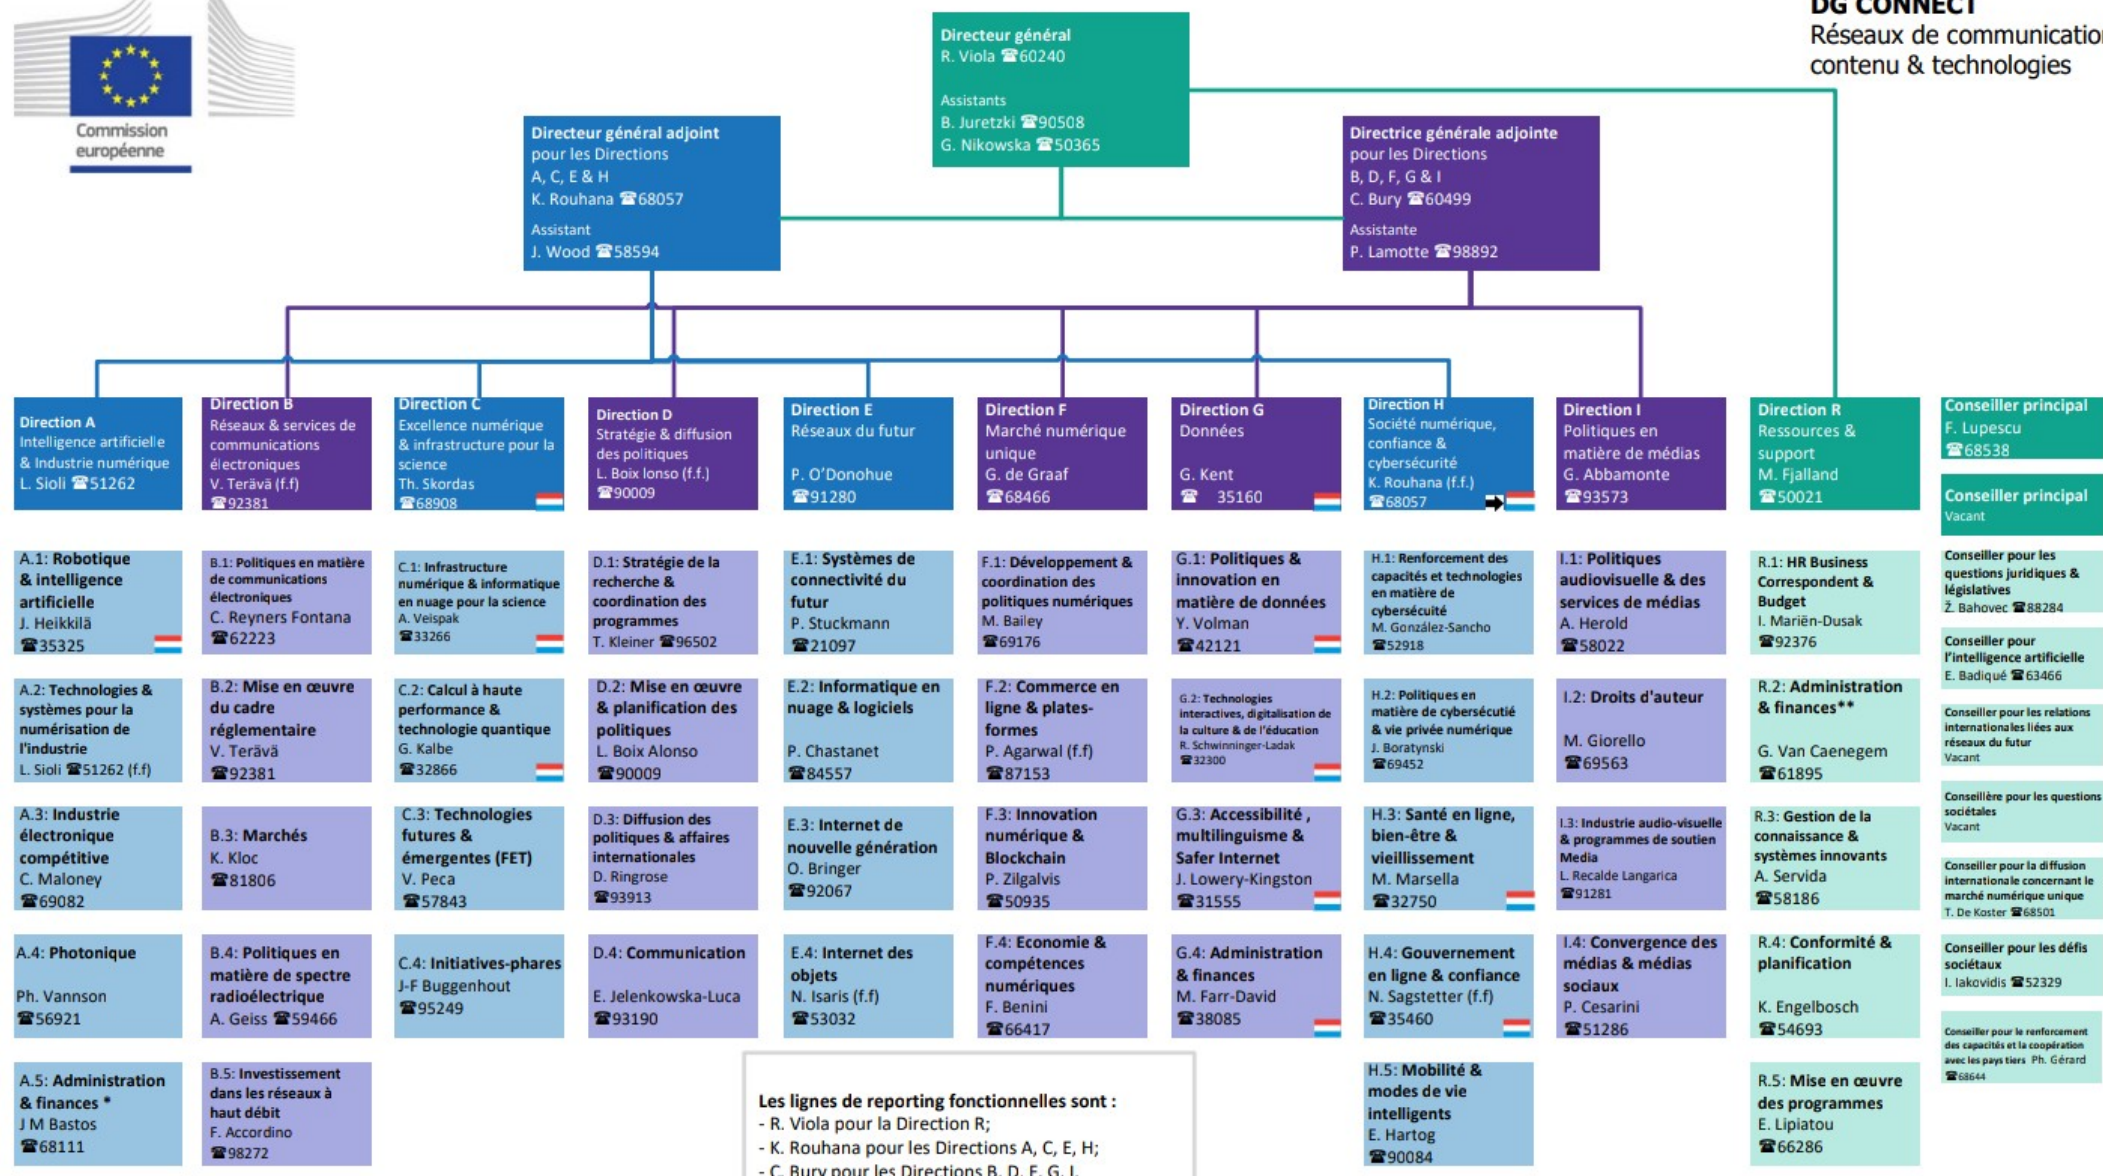 Commission
européenne
DG CONNECT
Réseaux de communication
contenu & technologies
Directeur général
R. Viola ☎60240
Assistants
B. Juretzki ☎90508
G. Nikowska ☎50365
Directeur général adjoint
pour les Directions
A, C, E & H
K. Rouhana ☎68057
Assistant
J. Wood ☎58594
Directrice générale adjointe
pour les Directions
B, D, F, G & I
C. Bury ☎60499
Assistante
P. Lamotte ☎98892
Direction A
Intelligence artificielle
& Industrie numérique
L. Sioli ☎51262
Direction B
Réseaux & services de
communications
électroniques
V. Terävä (f.f)
☎92381
Direction C
Excellence numérique
& infrastructure pour la
science
Th. Skordas
☎68908
Direction D
Stratégie & diffusion
des politiques
L. Boix Ionso (f.f.)
☎90009
Direction E
Réseaux du futur
P. O'Donohue
☎91280
Direction F
Marché numérique
unique
G. de Graaf
☎68466
Direction G
Données
G. Kent
☎ 35160
Direction H
Société numérique,
confiance &
cybersécurité
K. Rouhana (f.f.)
☎68057
Direction I
Politiques en
matière de médias
G. Abbamonte
☎93573
Direction R
Ressources &
support
M. Fjalland
☎50021
Conseiller principal
F. Lupescu
☎68538
Conseiller principal
Vacant
A.1: Robotique
& intelligence
artificielle
J. Heikkilä
☎35325
B.1: Politiques en matière
de communications
électroniques
C. Reyners Fontana
☎62223
C.1: Infrastructure
numérique & informatique
en nuage pour la science
A. Veispak
☎33266
D.1: Stratégie de la
recherche &
coordination des
programmes
T. Kleiner ☎96502
E.1: Systèmes de
connectivité du
futur
P. Stuckmann
☎21097
F.1: Développement &
coordination des
politiques numériques
M. Bailey
☎69176
G.1: Politiques &
innovation en
matière de données
Y. Volman
☎42121
H.1: Renforcement des
capacités et technologies
en matière de
cybersécuité
M. González-Sancho
☎52918
I.1: Politiques
audiovisuelle & des
services de médias
A. Herold
☎58022
R.1: HR Business
Correspondent &
Budget
I. Mariën-Dusak
☎92376
Conseiller pour les
questions juridiques &
législatives
Ž. Bahovec ☎88284
Conseiller pour
l'intelligence artificielle
E. Badiqué ☎63466
A.2: Technologies &
systèmes pour la
numérisation de
l'industrie
L. Sioli ☎51262 (f.f)
B.2: Mise en œuvre
du cadre
réglementaire
V. Terävä
☎92381
C.2: Calcul à haute
performance &
technologie quantique
G. Kalbe
☎32866
D.2: Mise en œuvre
& planification des
politiques
L. Boix Alonso
☎90009
E.2: Informatique en
nuage & logiciels
P. Chastanet
☎84557
F.2: Commerce en
ligne & plates-
formes
P. Agarwal (f.f)
☎87153
G.2: Technologies
interactives, digitalisation de
la culture & de l'éducation
R. Schwinninger-Ladak
☎32300
H.2: Politiques en
matière de cybersécutié
& vie privée numérique
J. Boratynski
☎69452
I.2: Droits d'auteur
M. Giorello
☎69563
R.2: Administration
& finances**
G. Van Caenegem
☎61895
Conseiller pour les relations
internationales liées aux
réseaux du futur
Vacant
Conseillère pour les questions
sociétales
Vacant
A.3: Industrie
électronique
compétitive
C. Maloney
☎69082
B.3: Marchés
K. Kloc
☎81806
C.3: Technologies
futures &
émergentes (FET)
V. Peca
☎57843
D.3: Diffusion des
politiques & affaires
internationales
D. Ringrose
☎93913
E.3: Internet de
nouvelle génération
O. Bringer
☎92067
F.3: Innovation
numérique &
Blockchain
P. Zilgalvis
☎50935
G.3: Accessibilité ,
multilinguisme &
Safer Internet
J. Lowery-Kingston
☎31555
H.3: Santé en ligne,
bien-être &
vieillissement
M. Marsella
☎32750
I.3: Industrie audio-visuelle
& programmes de soutien
Media
L. Recalde Langarica
☎91281
R.3: Gestion de la
connaissance &
systèmes innovants
A. Servida
☎58186
Conseiller pour la diffusion
internationale concernant le
marché numérique unique
T. De Koster ☎68501
A.4: Photonique
Ph. Vannson
☎56921
B.4: Politiques en
matière de spectre
radioélectrique
A. Geiss ☎59466
C.4: Initiatives-phares
J-F Buggenhout
☎95249
D.4: Communication
E. Jelenkowska-Luca
☎93190
E.4: Internet des
objets
N. Isaris (f.f)
☎53032
F.4: Economie &
compétences
numériques
F. Benini
☎66417
G.4: Administration
& finances
M. Farr-David
☎38085
H.4: Gouvernement
en ligne & confiance
N. Sagstetter (f.f)
☎35460
I.4: Convergence des
médias & médias
sociaux
P. Cesarini
☎51286
R.4: Conformité &
planification
K. Engelbosch
☎54693
Conseiller pour les défis
sociétaux
I. Iakovidis ☎52329
Conseiller pour le renforcement
des capacités et la coopération
avec les pays tiers Ph. Gérard
☎68644
A.5: Administration
& finances *
J M Bastos
☎68111
B.5: Investissement
dans les réseaux à
haut débit
F. Accordino
☎98272
H.5: Mobilité &
modes de vie
intelligents
E. Hartog
☎90084
R.5: Mise en œuvre
des programmes
E. Lipiatou
☎66286
Les lignes de reporting fonctionnelles sont :
- R. Viola pour la Direction R;
- K. Rouhana pour les Directions A, C, E, H;
- C. Bury pour les Directions B, D, F, G, I.